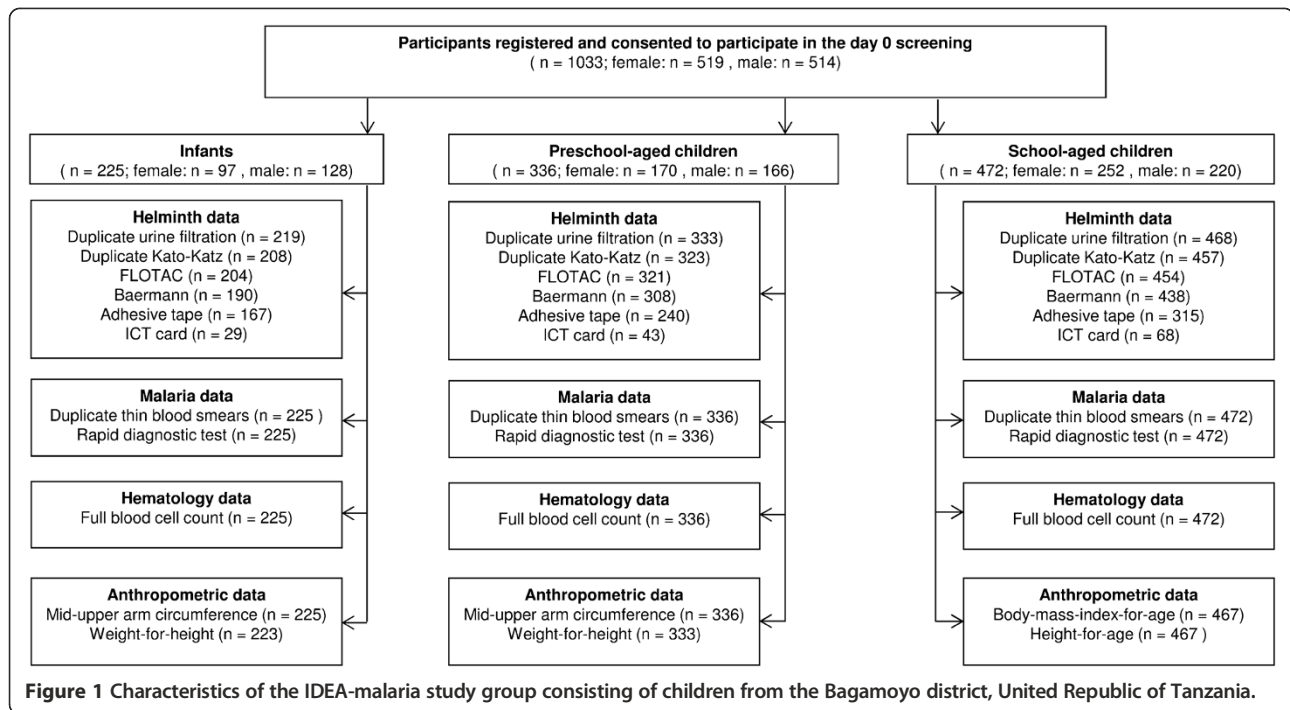 Participants registered and consented to participate in the day 0 screening
( n = 1033; female: n = 519 , male: n = 514)
Infants
( n = 225; female: n = 97 , male: n = 128)
Helminth data
Duplicate urine filtration (n = 219)
Duplicate Kato-Katz (n = 208)
FLOTAC (n = 204)
Baermann (n = 190)
Adhesive tape (n = 167)
ICT card (n = 29)
Malaria data
Duplicate thin blood smears (n = 225 )
Rapid diagnostic test (n = 225)
Hematology data
Full blood cell count (n = 225)
Anthropometric data
Mid-upper arm circumference (n = 225)
Weight-for-height (n = 223)
Preschool-aged children
( n = 336; female: n = 170 , male: n = 166)
Helminth data
Duplicate urine filtration (n = 333)
Duplicate Kato-Katz (n = 323)
FLOTAC (n = 321)
Baermann (n = 308)
Adhesive tape (n = 240)
ICT card (n = 43)
Malaria data
Duplicate thin blood smears (n = 336)
Rapid diagnostic test (n = 336)
Hematology data
Full blood cell count (n = 336)
Anthropometric data
Mid-upper arm circumference (n = 336)
Weight-for-height (n = 333)
School-aged children
( n = 472; female: n = 252 , male: n = 220)
Helminth data
Duplicate urine filtration (n = 468)
Duplicate Kato-Katz (n = 457)
FLOTAC (n = 454)
Baermann (n = 438)
Adhesive tape (n = 315)
ICT card (n = 68)
Malaria data
Duplicate thin blood smears (n = 472)
Rapid diagnostic test (n = 472)
Hematology data
Full blood cell count (n = 472)
Anthropometric data
Body-mass-index-for-age (n = 467)
Height-for-age (n = 467 )
Figure 1 Characteristics of the IDEA-malaria study group consisting of children from the Bagamoyo district, United Republic of Tanzania.